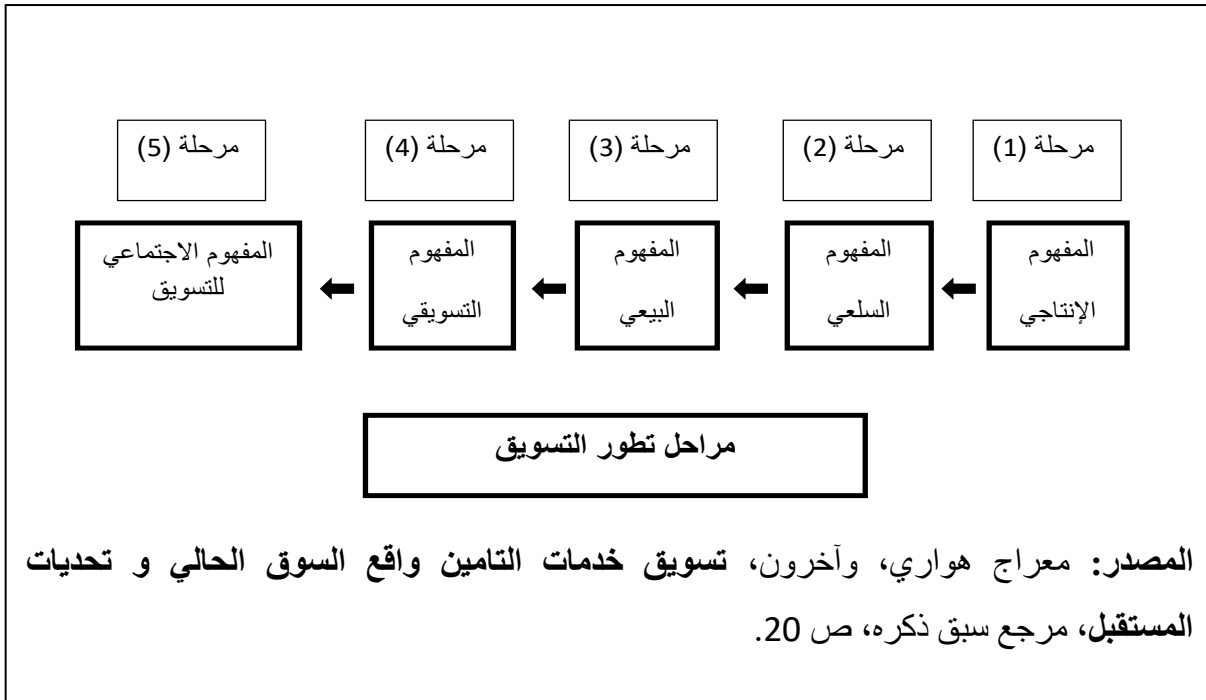 مرحلة (1)
مرحلة (2)
مرحلة (3)
مرحلة (4)
مرحلة (5)
المفهوم
الإنتاجي
المفهوم
السلعي
المفهوم
البيعي
المفهوم
التسويقي
المفهوم الاجتماعي
للتسويق
مراحل تطور التسويق
المصدر: معراج هواري، وآخرون، تسويق خدمات التامين واقع السوق الحالي و تحديات
المستقبل، مرجع سبق ذكره، ص 20.